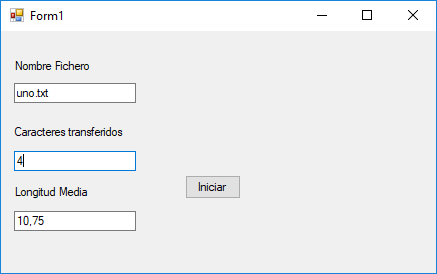 Form1
Nombre Fichero
uno.txt
Caracteres transferidos
4
Longitud Media
Iniciar
10,75